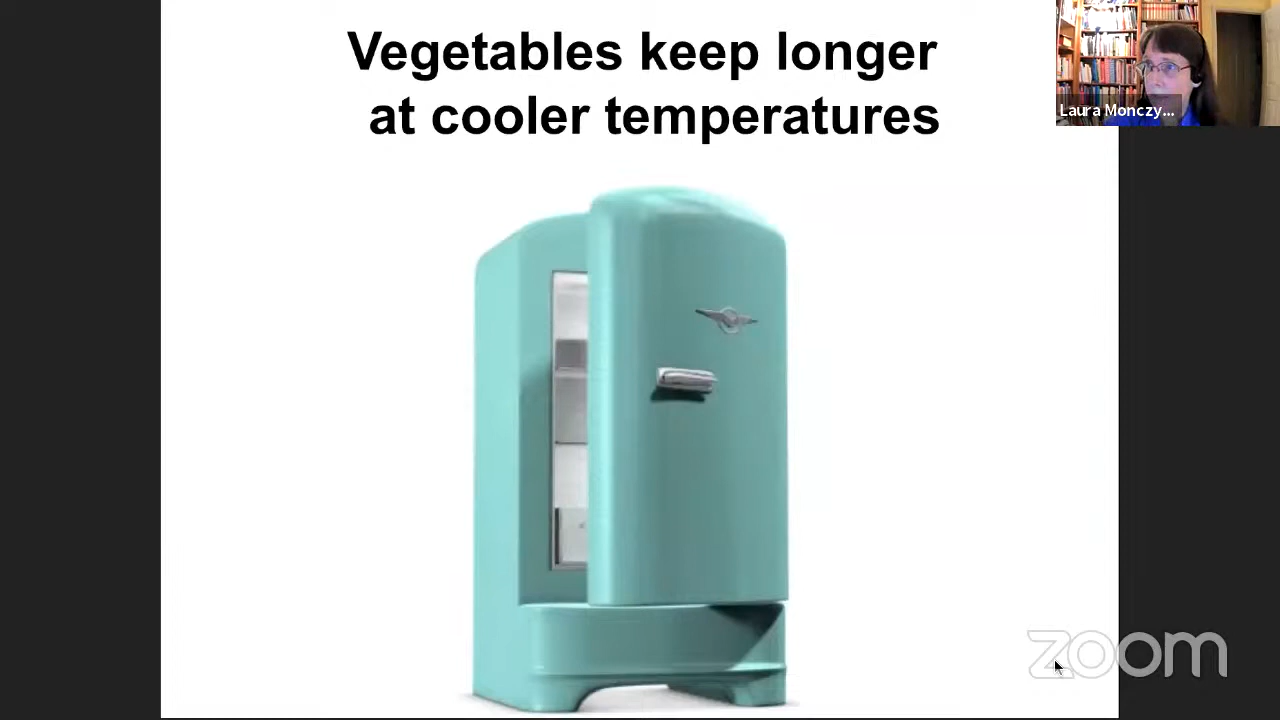 Vegetables keep longer
at cooler temperatures
Laura Monczy...
zoom